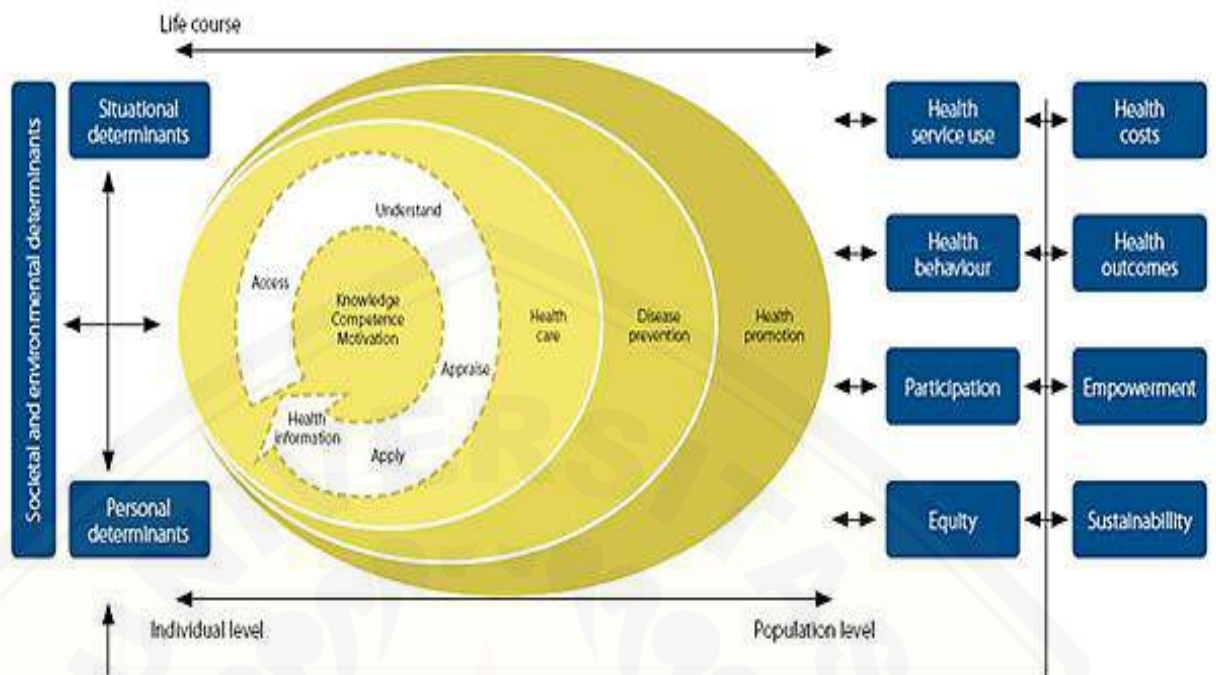 Life course
Societal and environmental determinants
Situational
determinants
Personal
determinants
Understand
Access
Knowledge
Competence
Motivation
Appraise
Health
information
Apply
Health
care
Disease
prevention
Health
promotion
Health
service use
Health
costs
Health
behaviour
Health
outcomes
Participation
Empowerment
Equity
Sustainability
Individual level
Population level
UNIVERSITAS